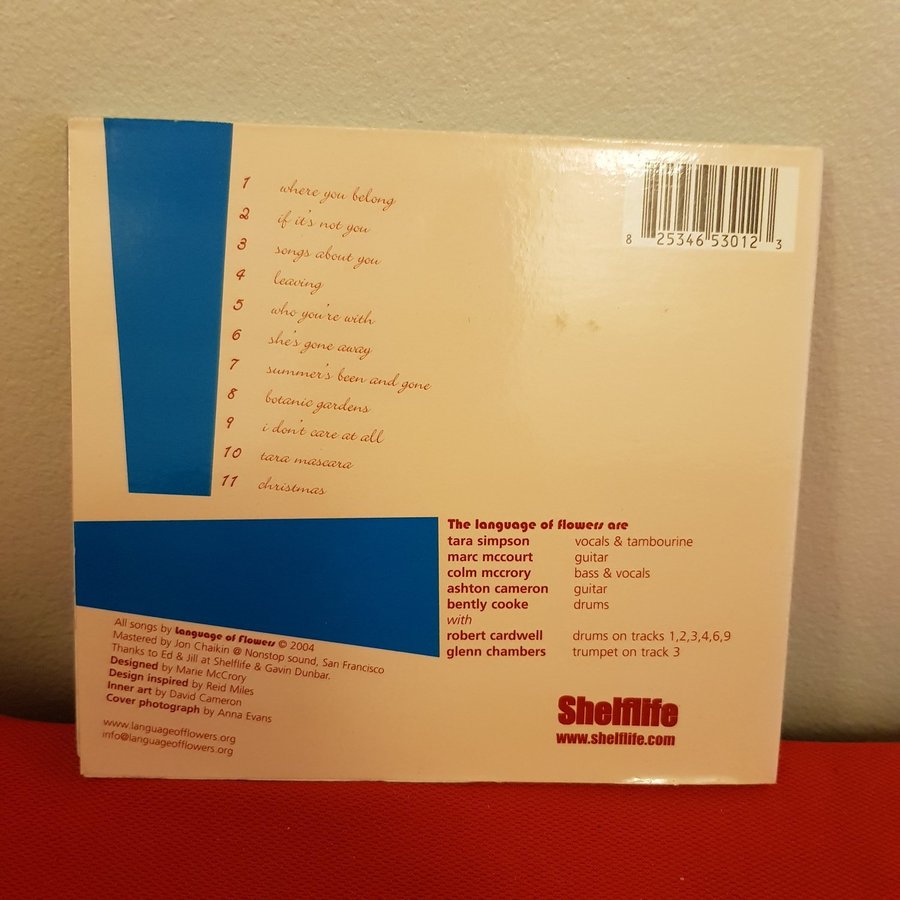 1 where you belong
2 if it's not you
3 songs about you
4 leaving
5 who you're with
6 she's gone away
7 summer's been and gone
8 botanic gardens
9 i don't care at all
10 tara mascara
11 christmas
8 25346 53012 3
The language of flowers are
tara simpson vocals & tambourine
marc mccourt guitar
colm mccrory bass & vocals
ashton cameron guitar
bently cooke drums
with
robert cardwell drums on tracks 1,2,3,4,6,9
glenn chambers trumpet on track 3
All songs by Language of Flowers © 2004
Mastered by Jon Chaikin @ Nonstop sound, San Francisco
Thanks to Ed & Jill at Shelflife & Gavin Dunbar.
Designed by Marie McCrory
Design inspired by Reid Miles
Inner art by David Cameron
Cover photograph by Anna Evans
www.languageofflowers.org
info@languageofflowers.org
Shelflife
www.shelflife.com